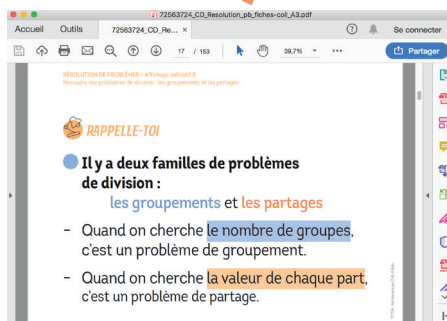 72563724_CD_Resolution_pb_fiches-col_A3.pdf
Accueil Outils 72563724_CD_Re... × Se connecter
17 / 153 39,7% Partager
RÉSOLUTION DE PROBLÈMES • Affichage collectif 8
Résoudre des problèmes de division : les groupements et les partages
RAPPELLE-TOI
Il y a deux familles de problèmes
de division :
les groupements et les partages
- Quand on cherche le nombre de groupes,
c'est un problème de groupement.
- Quand on cherche la valeur de chaque part,
c'est un problème de partage.